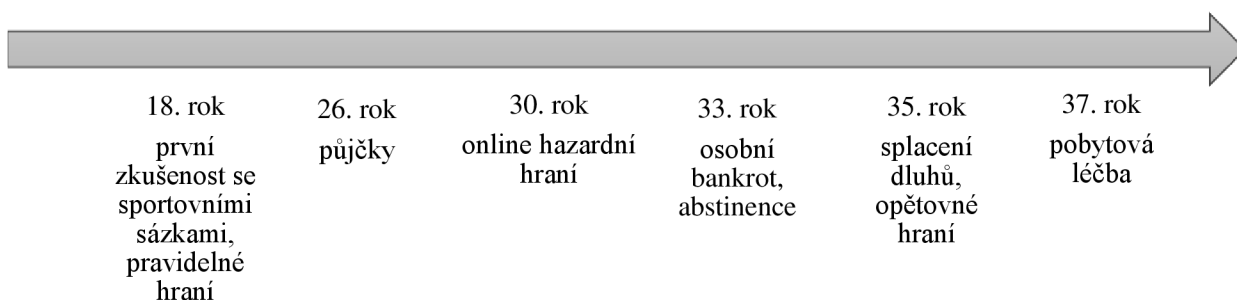 18. rok
první
zkušenost se
sportovními
sázkami,
pravidelné
hraní
26. rok
půjčky
30. rok
online hazardní
hraní
33. rok
osobní
bankrot,
abstinence
35. rok
splacení
dluhů,
opětovné
hraní
37. rok
pobytová
léčba